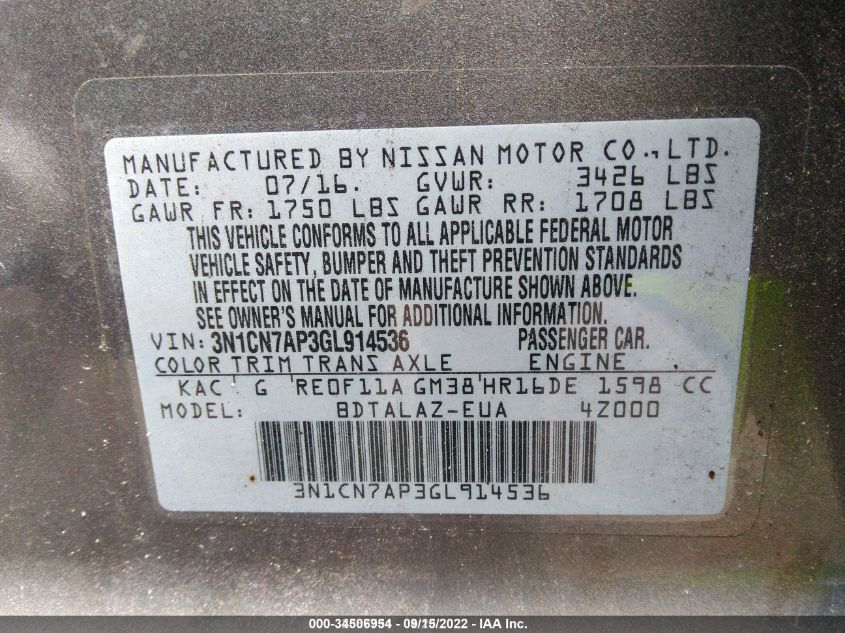 MANUFACTURED BY NISSAN MOTOR CO., LTD.
DATE: 07/16. GVWR: 3426 LBS
GAWR FR: 1750 LBS GAWR RR: 1708 LBS
THIS VEHICLE CONFORMS TO ALL APPLICABLE FEDERAL MOTOR
VEHICLE SAFETY, BUMPER AND THEFT PREVENTION STANDARDS
IN EFFECT ON THE DATE OF MANUFACTURE SHOWN ABOVE.
SEE OWNER'S MANUAL FOR ADDITIONAL INFORMATION.
VIN: 3N1CN7AP3GL914536 PASSENGER CAR.
COLOR TRIM TRANS AXLE ENGINE
KAC G RE0F11A GM38 HR16DE 1598 CC
MODEL: BDTALAZ-EUA 4Z000
3N1CN7AP3GL914536
000-34506954 - 09/15/2022 - IAA Inc.